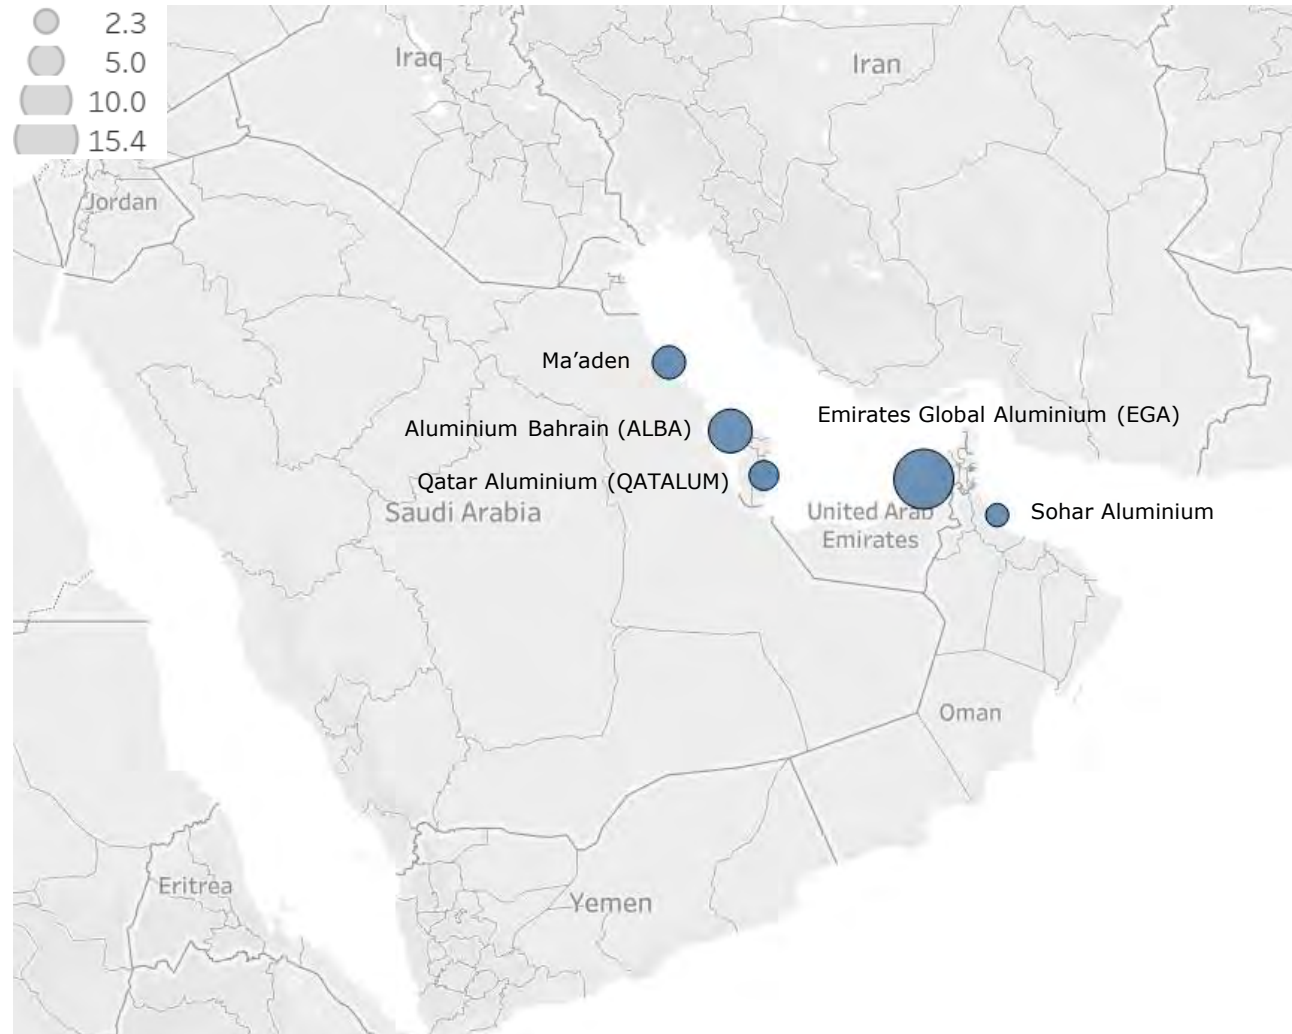 2.3
5.0
10.0
15.4
Iraq
Iran
Jordan
Ma’aden
Emirates Global Aluminium (EGA)
Aluminium Bahrain (ALBA)
Qatar Aluminium (QATALUM)
Saudi Arabia
United Arab
Emirates
Sohar Aluminium
Oman
Eritrea
Yemen